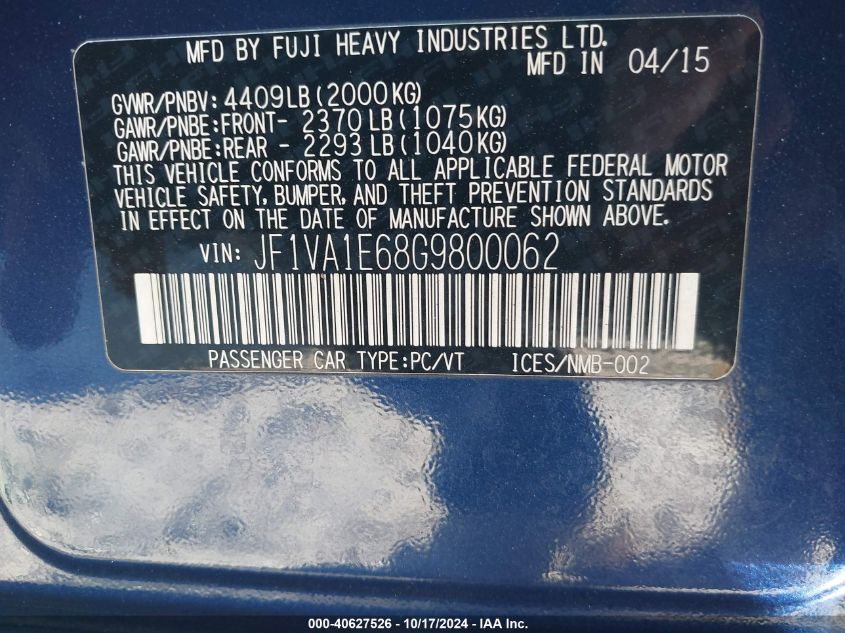 MFD BY FUJI HEAVY INDUSTRIES LTD.
MFD IN 04/15
GVWR/PNBV: 4409LB (2000KG)
GAWR/PNBE:FRONT- 2370 LB (1075KG)
GAWR/PNBE:REAR - 2293 LB (1040KG)
THIS VEHICLE CONFORMS TO ALL APPLICABLE FEDERAL MOTOR
VEHICLE SAFETY, BUMPER, AND THEFT PREVENTION STANDARDS
IN EFFECT ON THE DATE OF MANUFACTURE SHOWN ABOVE.
VIN: JF1VA1E68G9800062
PASSENGER CAR TYPE:PC/VT ICES/NMB-002
000-40627526 - 10/17/2024 - IAA Inc.